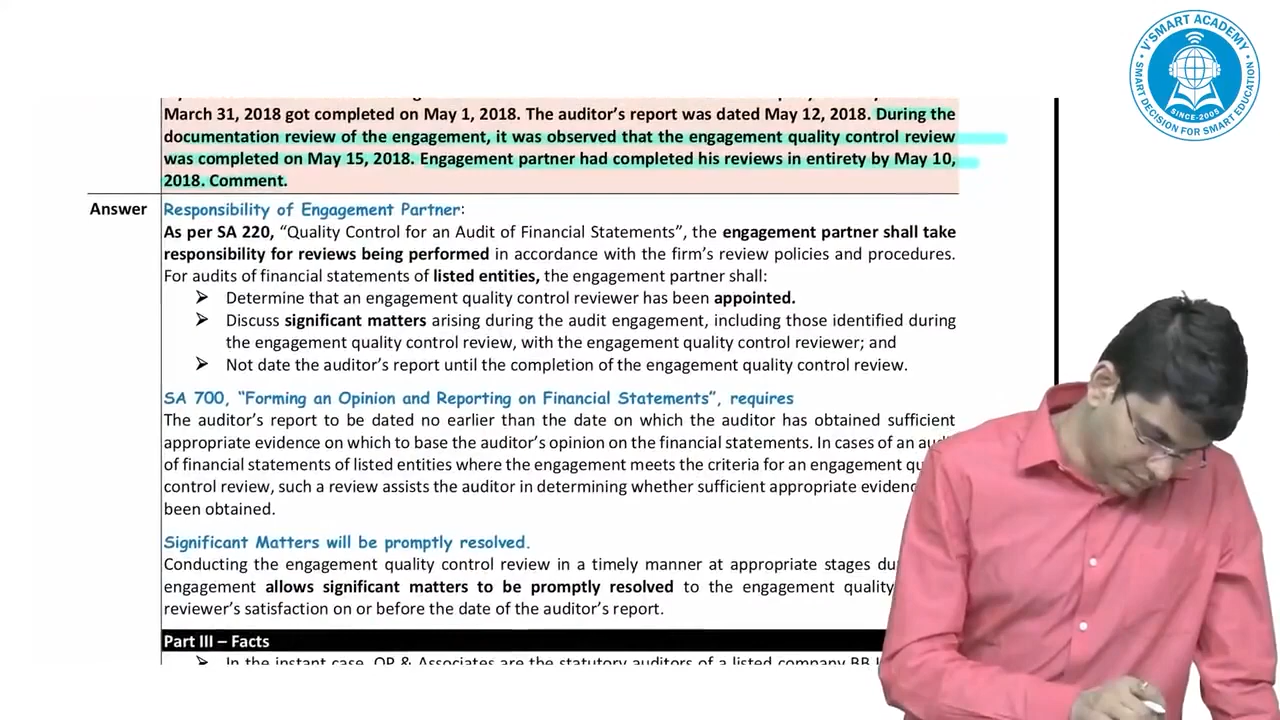 V'SMART ACADEMY
SMART DECISION FOR SMART EDUCATION
SINCE-2005
March 31, 2018 got completed on May 1, 2018. The auditor's report was dated May 12, 2018. During the
documentation review of the engagement, it was observed that the engagement quality control review
was completed on May 15, 2018. Engagement partner had completed his reviews in entirety by May 10,
2018. Comment.
Answer
Responsibility of Engagement Partner:
As per SA 220, “Quality Control for an Audit of Financial Statements”, the engagement partner shall take
responsibility for reviews being performed in accordance with the firm's review policies and procedures.
For audits of financial statements of listed entities, the engagement partner shall:
➢ Determine that an engagement quality control reviewer has been appointed.
➢ Discuss significant matters arising during the audit engagement, including those identified during
the engagement quality control review, with the engagement quality control reviewer; and
➢ Not date the auditor's report until the completion of the engagement quality control review.
SA 700, “Forming an Opinion and Reporting on Financial Statements”, requires
The auditor's report to be dated no earlier than the date on which the auditor has obtained sufficient
appropriate evidence on which to base the auditor's opinion on the financial statements. In cases of an
of financial statements of listed entities where the engagement meets the criteria for an engagement
control review, such a review assists the auditor in determining whether sufficient appropriate
been obtained.
Significant Matters will be promptly resolved.
Conducting the engagement quality control review in a timely manner at appropriate stages
engagement allows significant matters to be promptly resolved to the engagement quality
reviewer's satisfaction on or before the date of the auditor's report.
Part III – Facts
➢ In the instant case, OP & Associates are the statutory auditors of a listed company BB